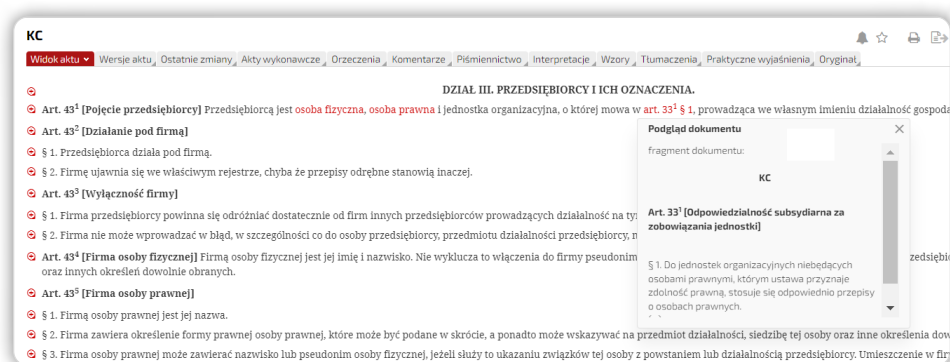 KC
Widok aktu Wersje aktu Ostatnie zmiany Akty wykonawcze Orzeczenia Komentarze Piśmiennictwo Interpretacje Wzory Tłumaczenia Praktyczne wyjaśnienia Oryginał
DZIAŁ III. PRZEDSIĘBIORCY I ICH OZNACZENIA.
Art. 43¹ [Pojęcie przedsiębiorcy] Przedsiębiorcą jest osoba fizyczna, osoba prawna i jednostka organizacyjna, o której mowa w art. 33¹ § 1, prowadząca we własnym imieniu działalność
Art. 43² [Działanie pod firmą]
§ 1. Przedsiębiorca działa pod firmą.
§ 2. Firmę ujawnia się we właściwym rejestrze, chyba że przepisy odrębne stanowią inaczej.
Art. 43³ [Wyłączność firmy]
§ 1. Firma przedsiębiorcy powinna się odróżniać dostatecznie od firm innych przedsiębiorców prowadzących działalność na
§ 2. Firma nie może wprowadzać w błąd, w szczególności co do osoby przedsiębiorcy, przedmiotu działalności przedsiębiorcy,
Art. 43⁴ [Firma osoby fizycznej] Firmą osoby fizycznej jest jej imię i nazwisko. Nie wyklucza to włączenia do firmy
oraz innych określeń dowolnie obranych.
Art. 43⁵ [Firma osoby prawnej]
§ 1. Firmą osoby prawnej jest jej nazwa.
§ 2. Firma zawiera określenie formy prawnej osoby prawnej, które może być podane w skrócie, a ponadto może wskazywać na przedmiot działalności, siedzibę tej osoby oraz inne określenia
§ 3. Firma osoby prawnej może zawierać nazwisko lub pseudonim osoby fizycznej, jeżeli służy to ukazaniu związków tej osoby z powstaniem lub działalnością przedsiębiorcy. Umieszczenie w
Podgląd dokumentu
fragment dokumentu:
KC
Art. 33¹ [Odpowiedzialność subsydiarna za
zobowiązania jednostki]
§ 1. Do jednostek organizacyjnych niebędących
osobami prawnymi, którym ustawa przyznaje
zdolność prawną, stosuje się odpowiednio przepisy
o osobach prawnych.